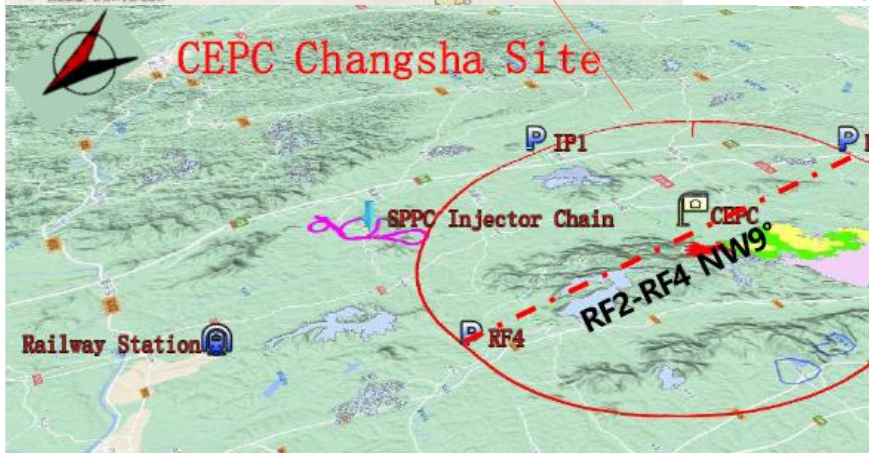 CEPC Changsha Site
P IP1
P
SPPC Injector Chain
CEPC
RF2-RF4 NW9°
P RF4
Railway Station